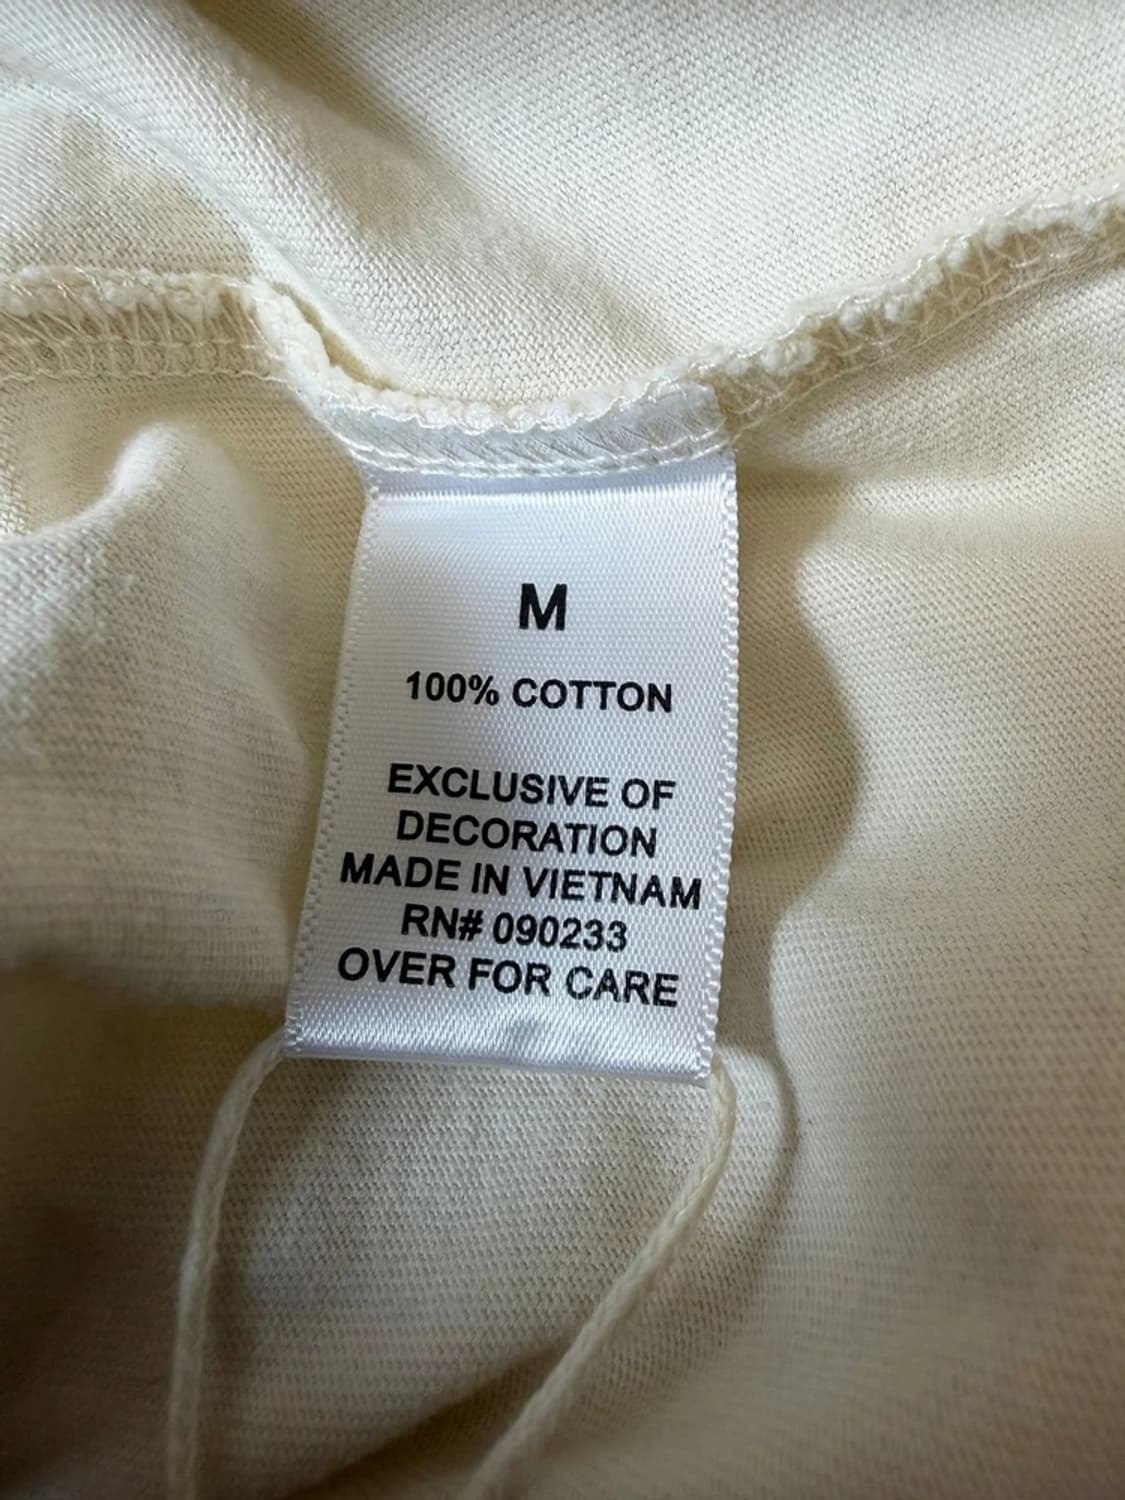 M
100% COTTON
EXCLUSIVE OF
DECORATION
MADE IN VIETNAM
RN# 090233
OVER FOR CARE